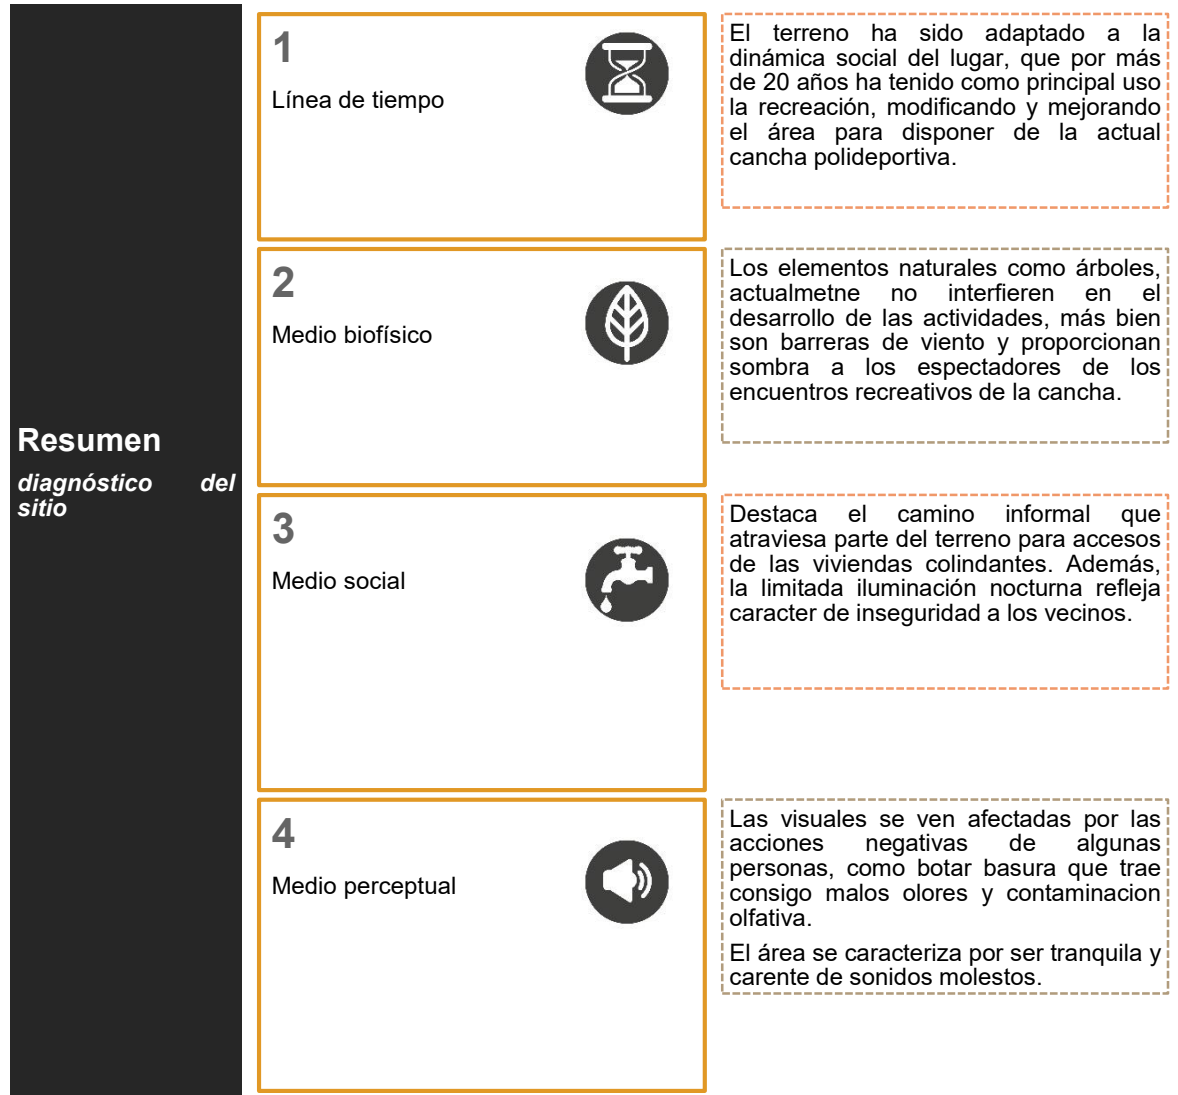 Resumen
diagnóstico del
sitio
1
Línea de tiempo
El terreno ha sido adaptado a la
dinámica social del lugar, que por más
de 20 años ha tenido como principal uso
la recreación, modificando y mejorando
el área para disponer de la actual
cancha polideportiva.
2
Medio biofísico
Los elementos naturales como árboles,
actualmetne no interfieren en el
desarrollo de las actividades, más bien
son barreras de viento y proporcionan
sombra a los espectadores de los
encuentros recreativos de la cancha.
3
Medio social
Destaca el camino informal que
atraviesa parte del terreno para accesos
de las viviendas colindantes. Además,
la limitada iluminación nocturna refleja
caracter de inseguridad a los vecinos.
4
Medio perceptual
Las visuales se ven afectadas por las
acciones negativas de algunas
personas, como botar basura que trae
consigo malos olores y contaminacion
olfativa.
El área se caracteriza por ser tranquila y
carente de sonidos molestos.